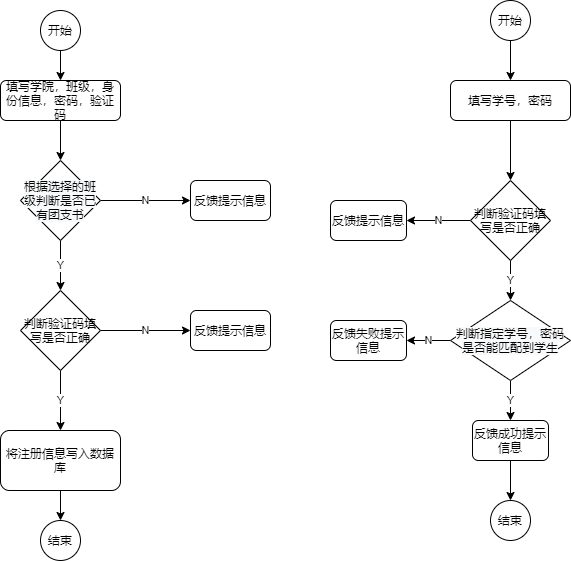 开始
填写学院，班级，身
份信息，密码，验证
码
根据选择的班
级判断是否已
有团支书
N
反馈提示信息
Y
判断验证码填
写是否正确
N
反馈提示信息
Y
将注册信息写入数据
库
结束
开始
填写学号，密码
判断验证码填
写是否正确
N
反馈提示信息
Y
判断指定学号，密码
是否能匹配到学生
N
反馈失败提示
信息
Y
反馈成功提示
信息
结束